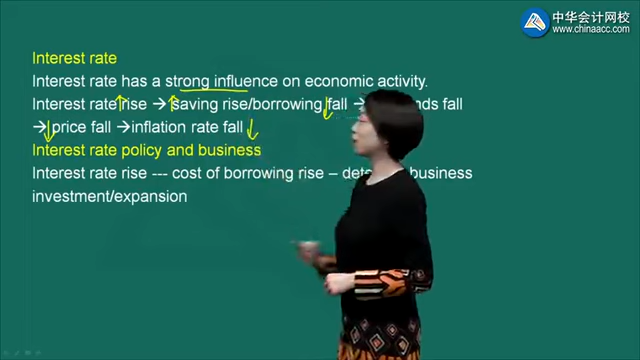 中华会计网校
www.chinaacc.com
Interest rate
Interest rate has a strong influence on economic activity.
Interest rate rise → saving rise/borrowing fall → fall
→ price fall → inflation rate fall
Interest rate policy and business
Interest rate rise --- cost of borrowing rise – business
investment/expansion